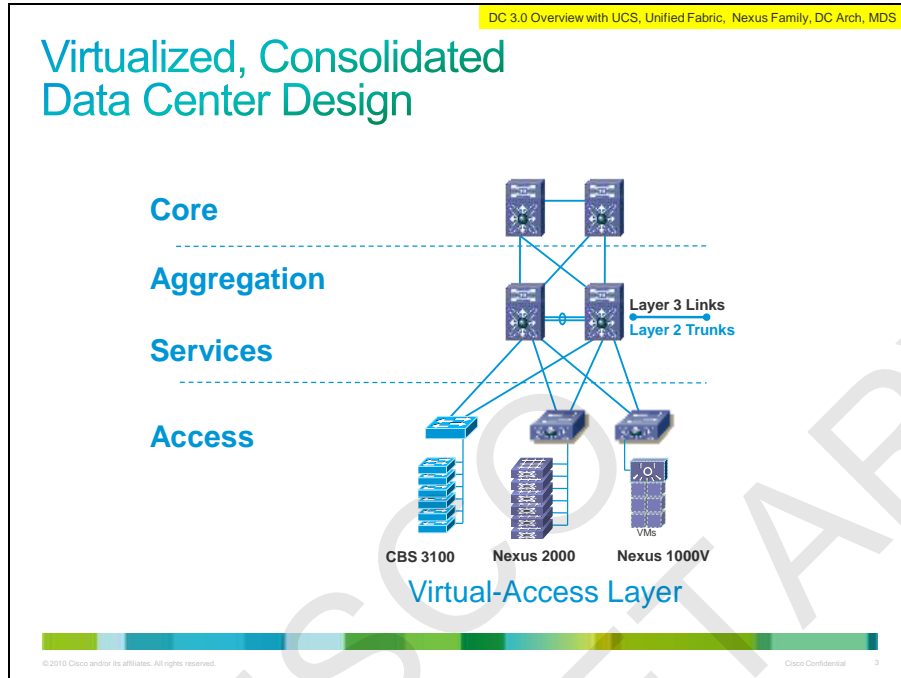 DC 3.0 Overview with UCS, Unified Fabric, Nexus Family, DC Arch, MDS
Virtualized, Consolidated
Data Center Design
Core
Aggregation
Layer 3 Links
Layer 2 Trunks
Services
Access
VMs
CBS 3100
Nexus 2000
Nexus 1000V
Virtual-Access Layer
© 2010 Cisco and/or its affiliates. All rights reserved.
Cisco Confidential
3